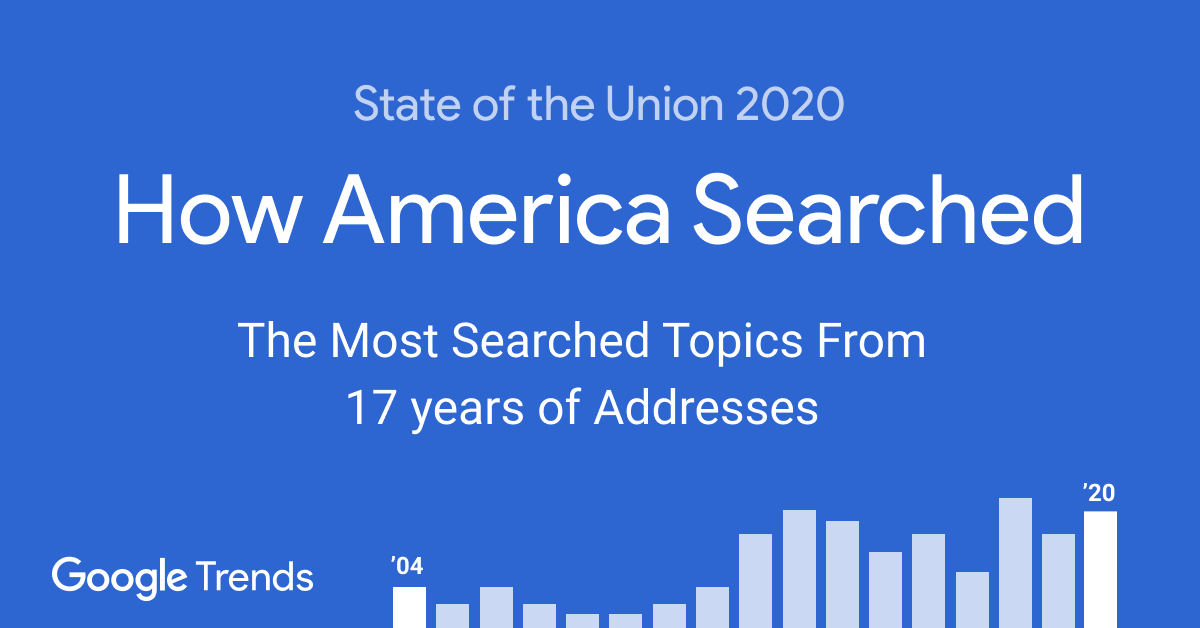 State of the Union 2020
How America Searched
The Most Searched Topics From
17 years of Addresses
’04
’20
Google Trends